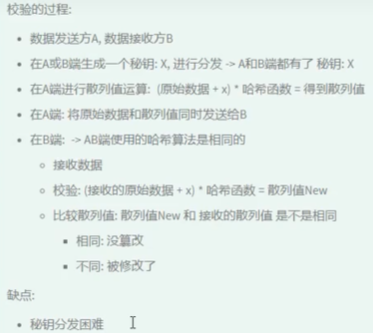 校验的过程:
数据发送方A, 数据接收方B
在A或B端生成一个秘钥: X, 进行分发 -> A和B端都有了 秘钥: X
在A端进行散列值运算: (原始数据 + x) * 哈希函数 = 得到散列值
在A端: 将原始数据和散列值同时发送给B
在B端: -> AB端使用的哈希算法是相同的
接收数据
校验: (接收的原始数据 + x) * 哈希函数 = 散列值New
比较散列值: 散列值New 和 接收的散列值 是不是相同
相同: 没篡改
不同: 被修改了
缺点:
秘钥分发困难